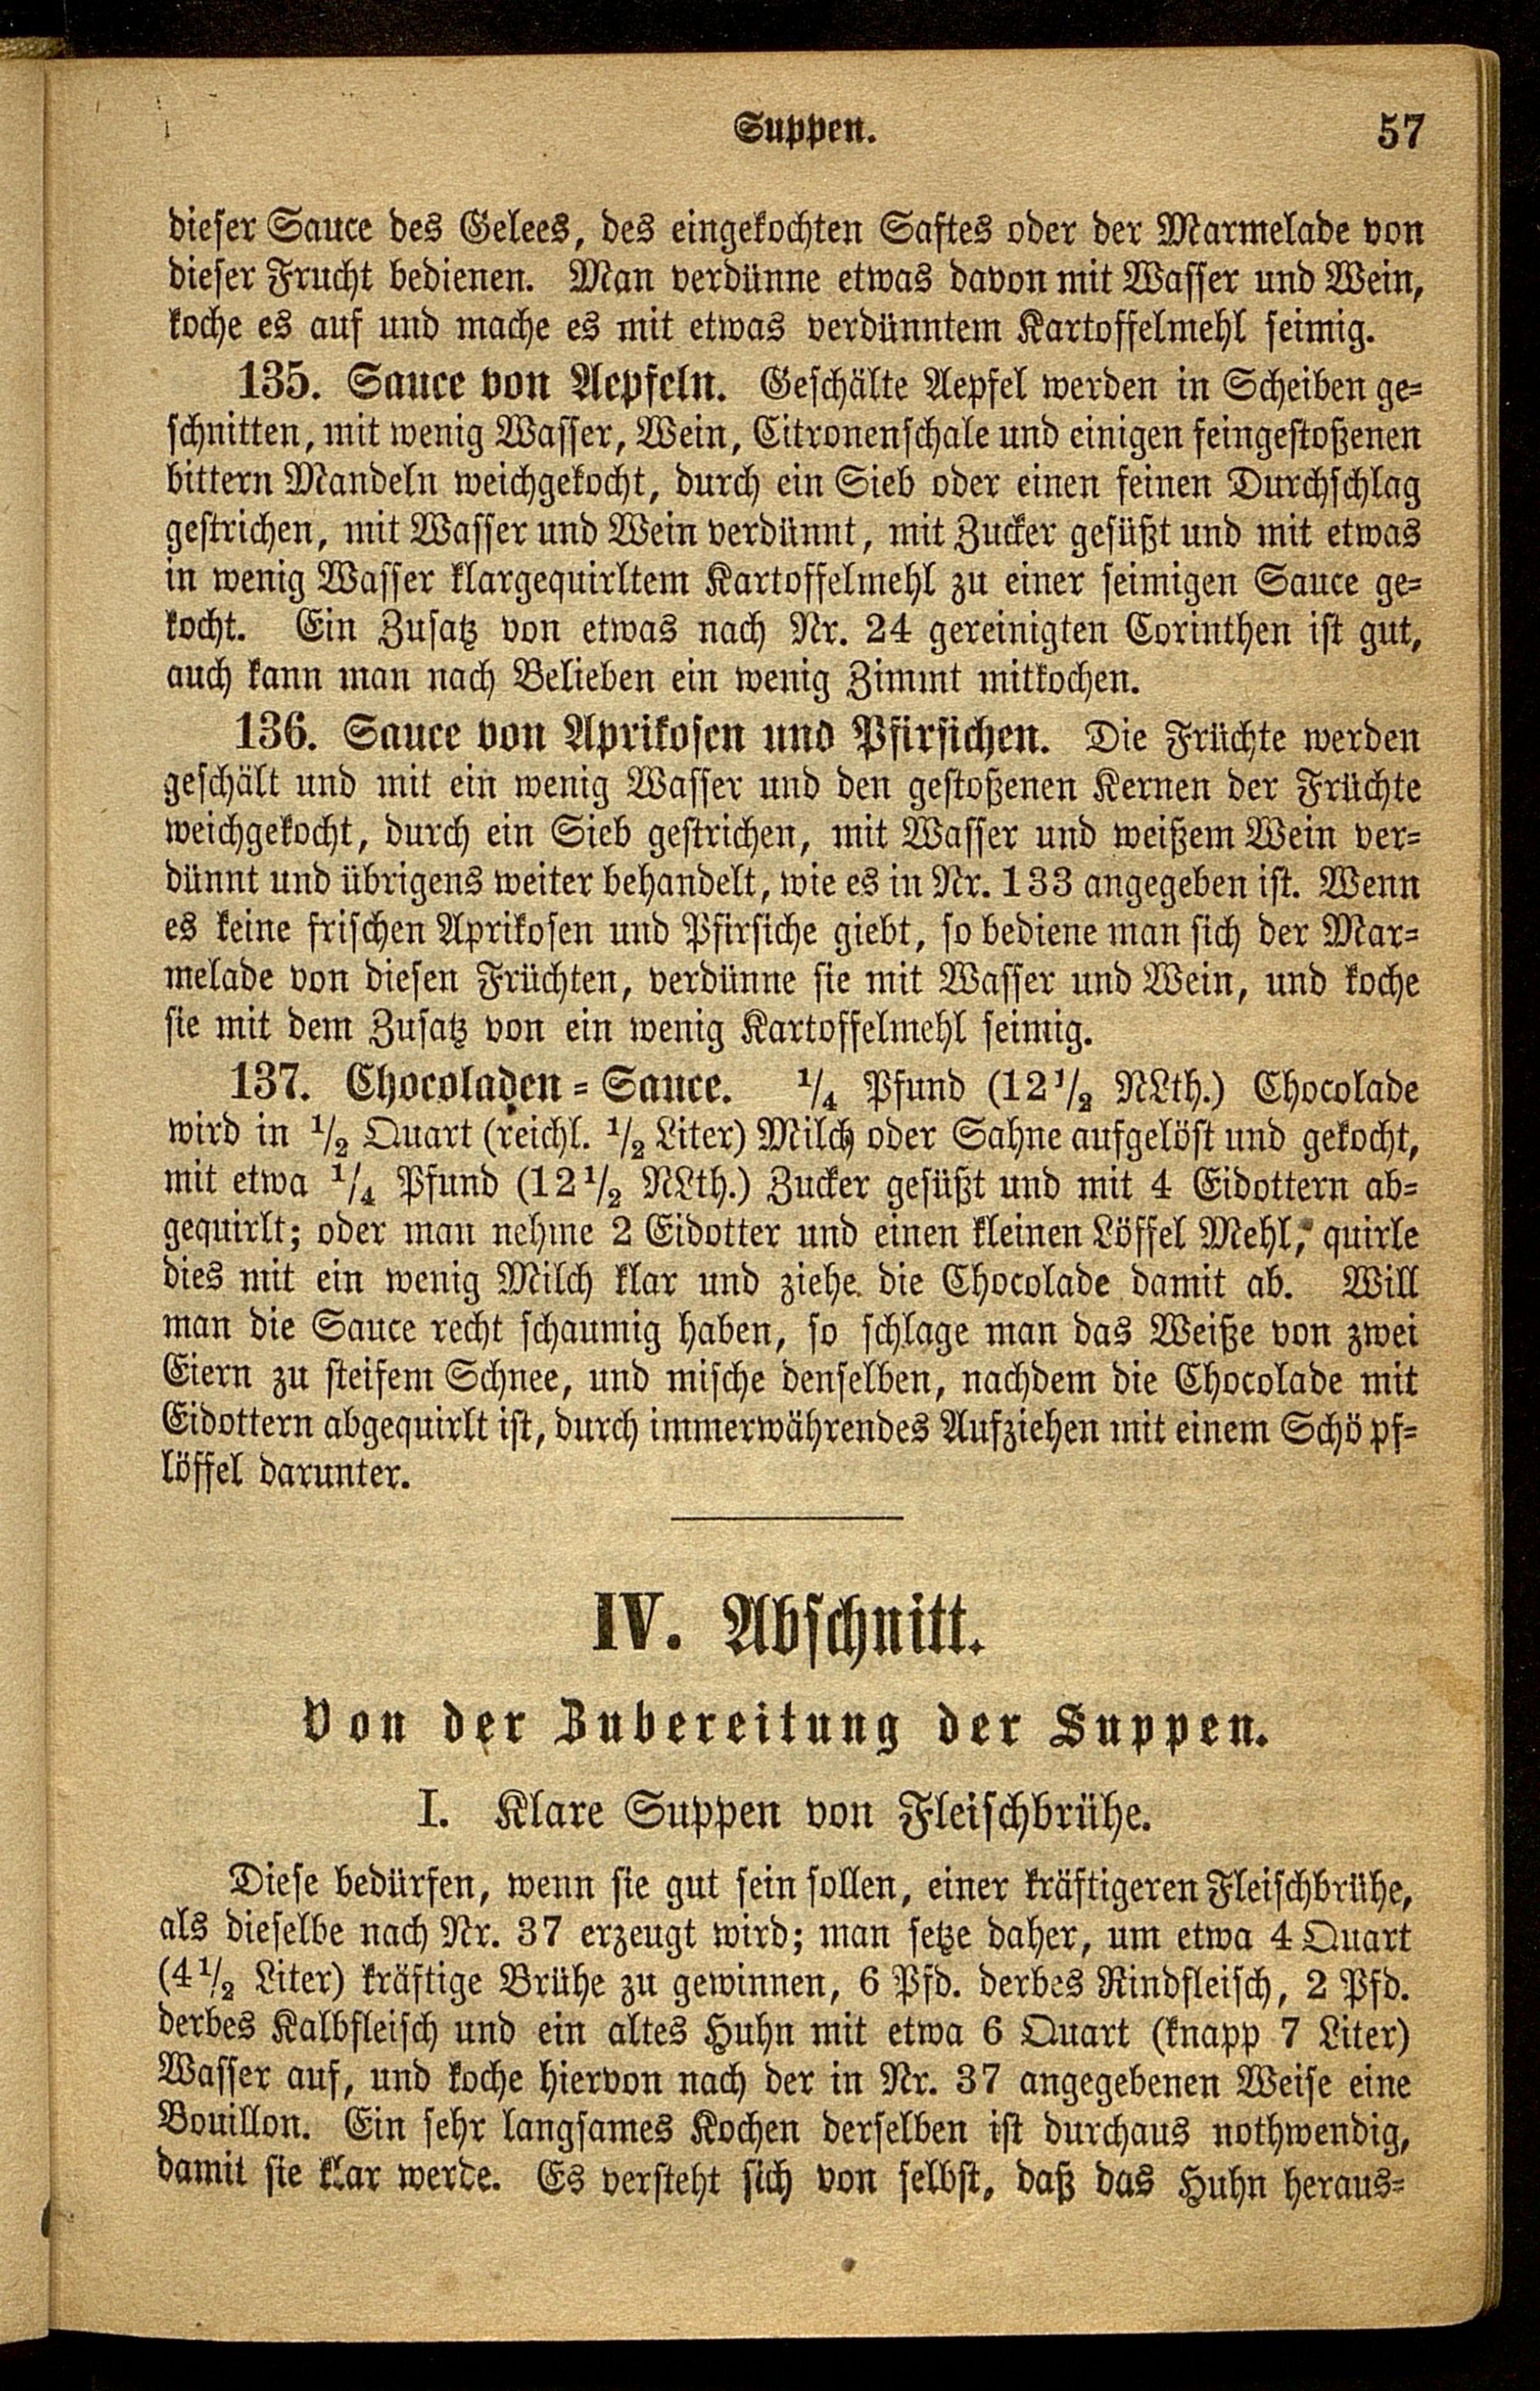 Suppen. 57
dieser Sauce des Gelees, des eingekochten Saftes oder der Marmelade von
dieser Frucht bedienen. Man verdünne etwas davon mit Wasser und Wein,
koche es auf und mache es mit etwas verdünntem Kartoffelmehl seimig.
135. Sauce von Aepfeln. Geschälte Aepfel werden in Scheiben ge-
schnitten, mit wenig Wasser, Wein, Citronenschale und einigen feingestoßenen
bittern Mandeln weichgekocht, durch ein Sieb oder einen feinen Durchschlag
gestrichen, mit Wasser und Wein verdünnt, mit Zucker gesüßt und mit etwas
in wenig Wasser klargequirltem Kartoffelmehl zu einer seimigen Sauce ge-
kocht. Ein Zusatz von etwas nach Nr. 24 gereinigten Corinthen ist gut,
auch kann man nach Belieben ein wenig Zimmt mitkochen.
136. Sauce von Aprikosen und Pfirsichen. Die Früchte werden
geschält und mit ein wenig Wasser und den gestoßenen Kernen der Früchte
weichgekocht, durch ein Sieb gestrichen, mit Wasser und weißem Wein ver-
dünnt und übrigens weiter behandelt, wie es in Nr. 133 angegeben ist. Wenn
es keine frischen Aprikosen und Pfirsiche giebt, so bediene man sich der Mar-
melade von diesen Früchten, verdünne sie mit Wasser und Wein, und koche
sie mit dem Zusatz von ein wenig Kartoffelmehl seimig.
137. Chocoladen-Sauce. 1/4 Pfund (12 1/2 NLth.) Chocolade
wird in 1/2 Quart (reichl. 1/2 Liter) Milch oder Sahne aufgelöst und gekocht,
mit etwa 1/4 Pfund (12 1/2 NLth.) Zucker gesüßt und mit 4 Eidottern ab-
gequirlt; oder man nehme 2 Eidotter und einen kleinen Löffel Mehl, quirle
dies mit ein wenig Milch klar und ziehe die Chocolade damit ab. Will
man die Sauce recht schaumig haben, so schlage man das Weiße von zwei
Eiern zu steifem Schnee, und mische denselben, nachdem die Chocolade mit
Eidottern abgequirlt ist, durch immerwährendes Aufziehen mit einem Schöpf-
löffel darunter.
IV. Abschnitt.
Von der Zubereitung der Suppen.
I. Klare Suppen von Fleischbrühe.
Diese bedürfen, wenn sie gut sein sollen, einer kräftigeren Fleischbrühe,
als dieselbe nach Nr. 37 erzeugt wird; man setze daher, um etwa 4 Quart
(4 1/2 Liter) kräftige Brühe zu gewinnen, 6 Pfd. derbes Rindfleisch, 2 Pfd.
derbes Kalbfleisch und ein altes Huhn mit etwa 6 Quart (knapp 7 Liter)
Wasser auf, und koche hiervon nach der in Nr. 37 angegebenen Weise eine
Bouillon. Ein sehr langsames Kochen derselben ist durchaus nothwendig,
damit sie klar werde. Es versteht sich von selbst, daß das Huhn heraus-